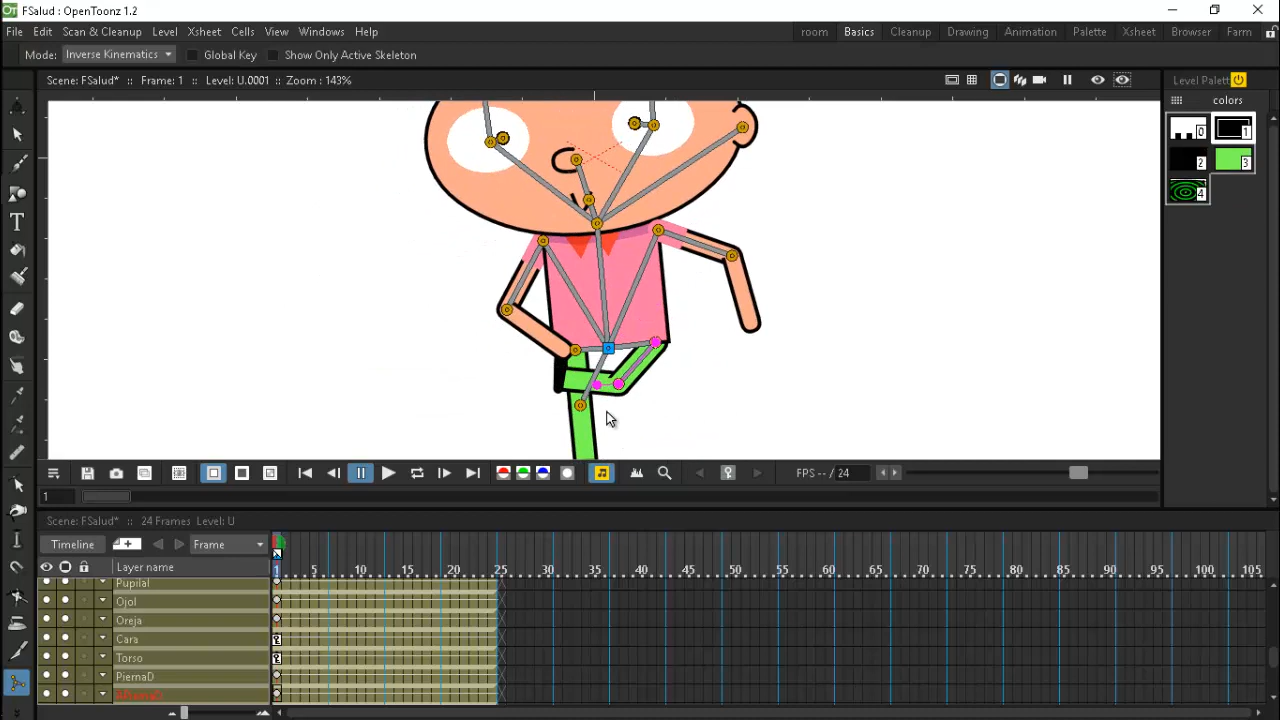 FSalud : OpenToonz 1.2
File Edit Scan & Cleanup Level Xsheet Cells View Windows Help
room Basics Cleanup Drawing Animation Palette Xsheet Browser Farm
Mode: Inverse Kinematics Global Key Show Only Active Skeleton
Scene: FSalud* :: Frame: 1 :: Level: U.0001 :: Zoom : 143%
Level Palett
colors
0 1
2 3
4
FPS -- / 24
1
Scene: FSalud* :: 24 Frames Level: U
Timeline Frame
Layer name
1 5 10 15 20 25 30 35 40 45 50 55 60 65 70 75 80 85 90 95 100 105
PupilaI
OjoI
Oreja
Cara
Torso
PiernaD